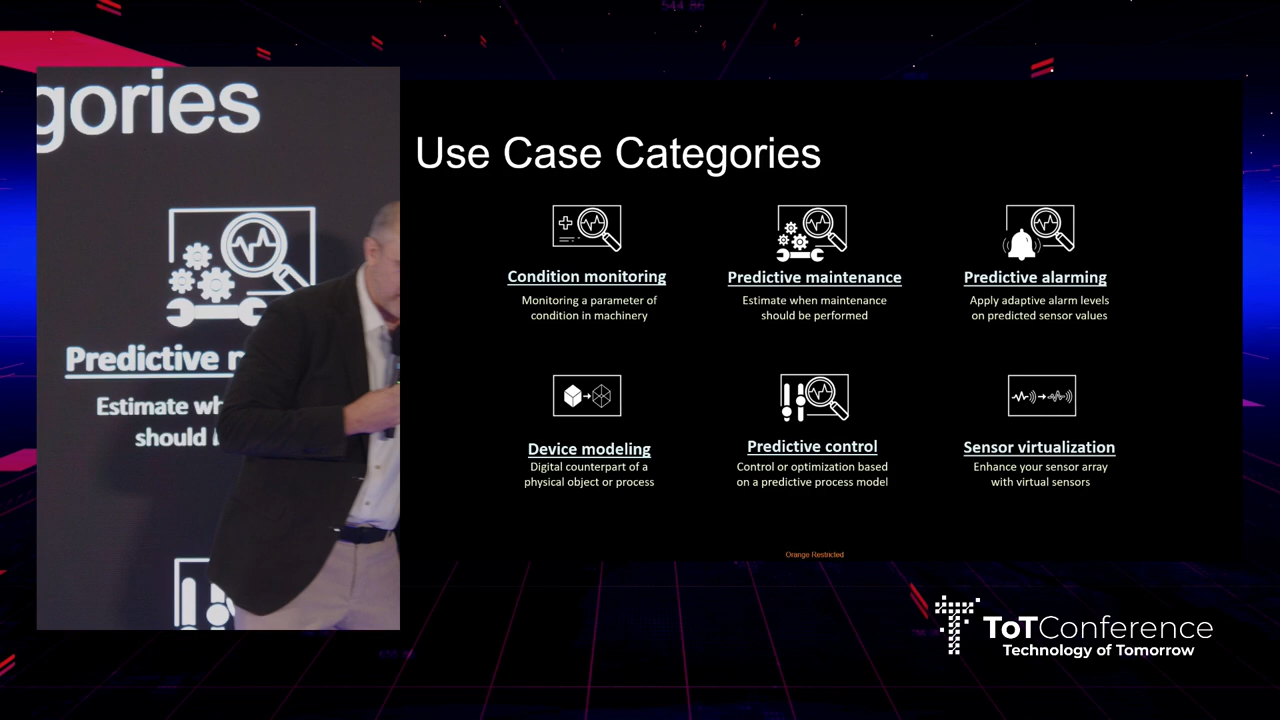 gories
Predictive
Estimate wh
should
Use Case Categories
Condition monitoring
Monitoring a parameter of
condition in machinery
Predictive maintenance
Estimate when maintenance
should be performed
Predictive alarming
Apply adaptive alarm levels
on predicted sensor values
Device modeling
Digital counterpart of a
physical object or process
Predictive control
Control or optimization based
on a predictive process model
Sensor virtualization
Enhance your sensor array
with virtual sensors
Orange Restricted
ToTConference
Technology of Tomorrow